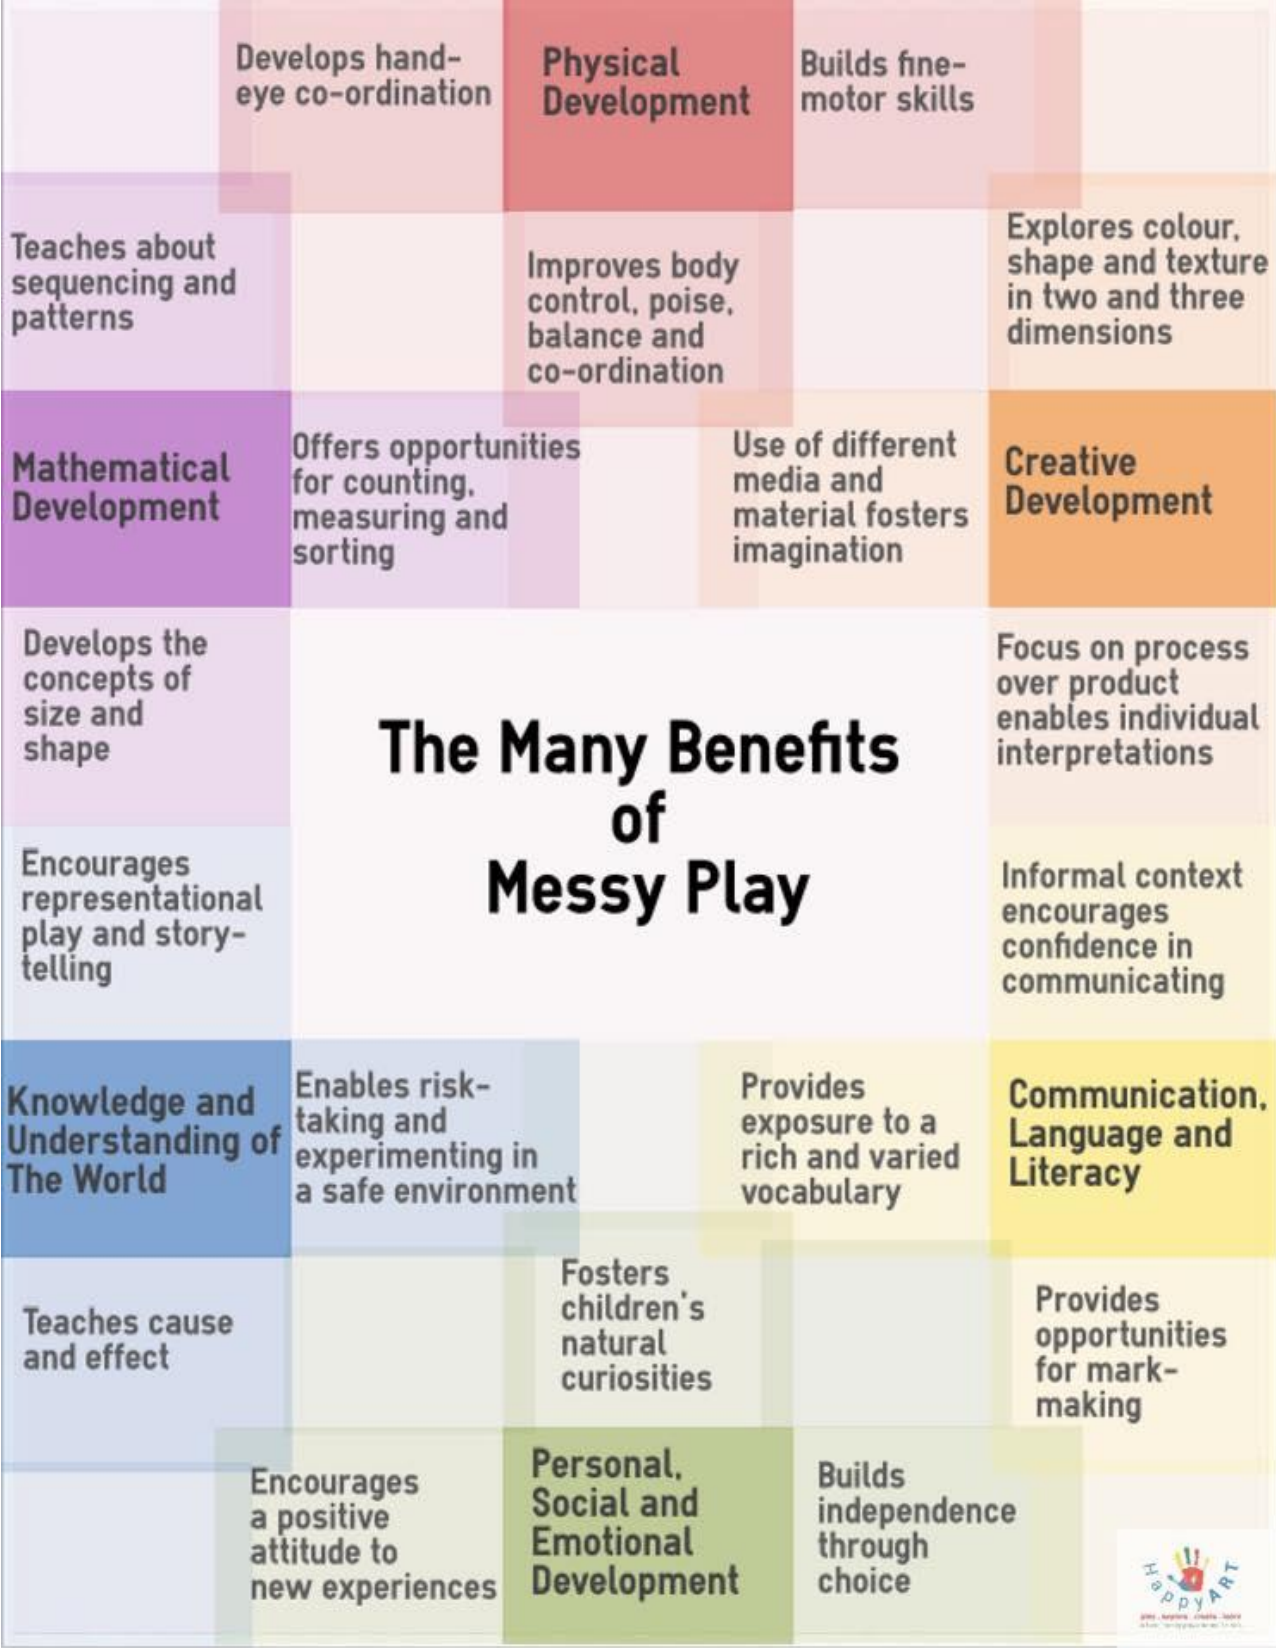 Develops hand-
eye co-ordination
Physical
Development
Builds fine-
motor skills
Teaches about
sequencing and
patterns
Improves body
control, poise,
balance and
co-ordination
Explores colour,
shape and texture
in two and three
dimensions
Mathematical
Development
Offers opportunities
for counting,
measuring and
sorting
Use of different
media and
material fosters
imagination
Creative
Development
Develops the
concepts of
size and
shape
The Many Benefits
of
Messy Play
Focus on process
over product
enables individual
interpretations
Encourages
representational
play and story-
telling
Informal context
encourages
confidence in
communicating
Knowledge and
Understanding of
The World
Enables risk-
taking and
experimenting in
a safe environment
Provides
exposure to a
rich and varied
vocabulary
Communication,
Language and
Literacy
Teaches cause
and effect
Fosters
children's
natural
curiosities
Provides
opportunities
for mark-
making
Encourages
a positive
attitude to
new experiences
Personal,
Social and
Emotional
Development
Builds
independence
through
choice
HappyART